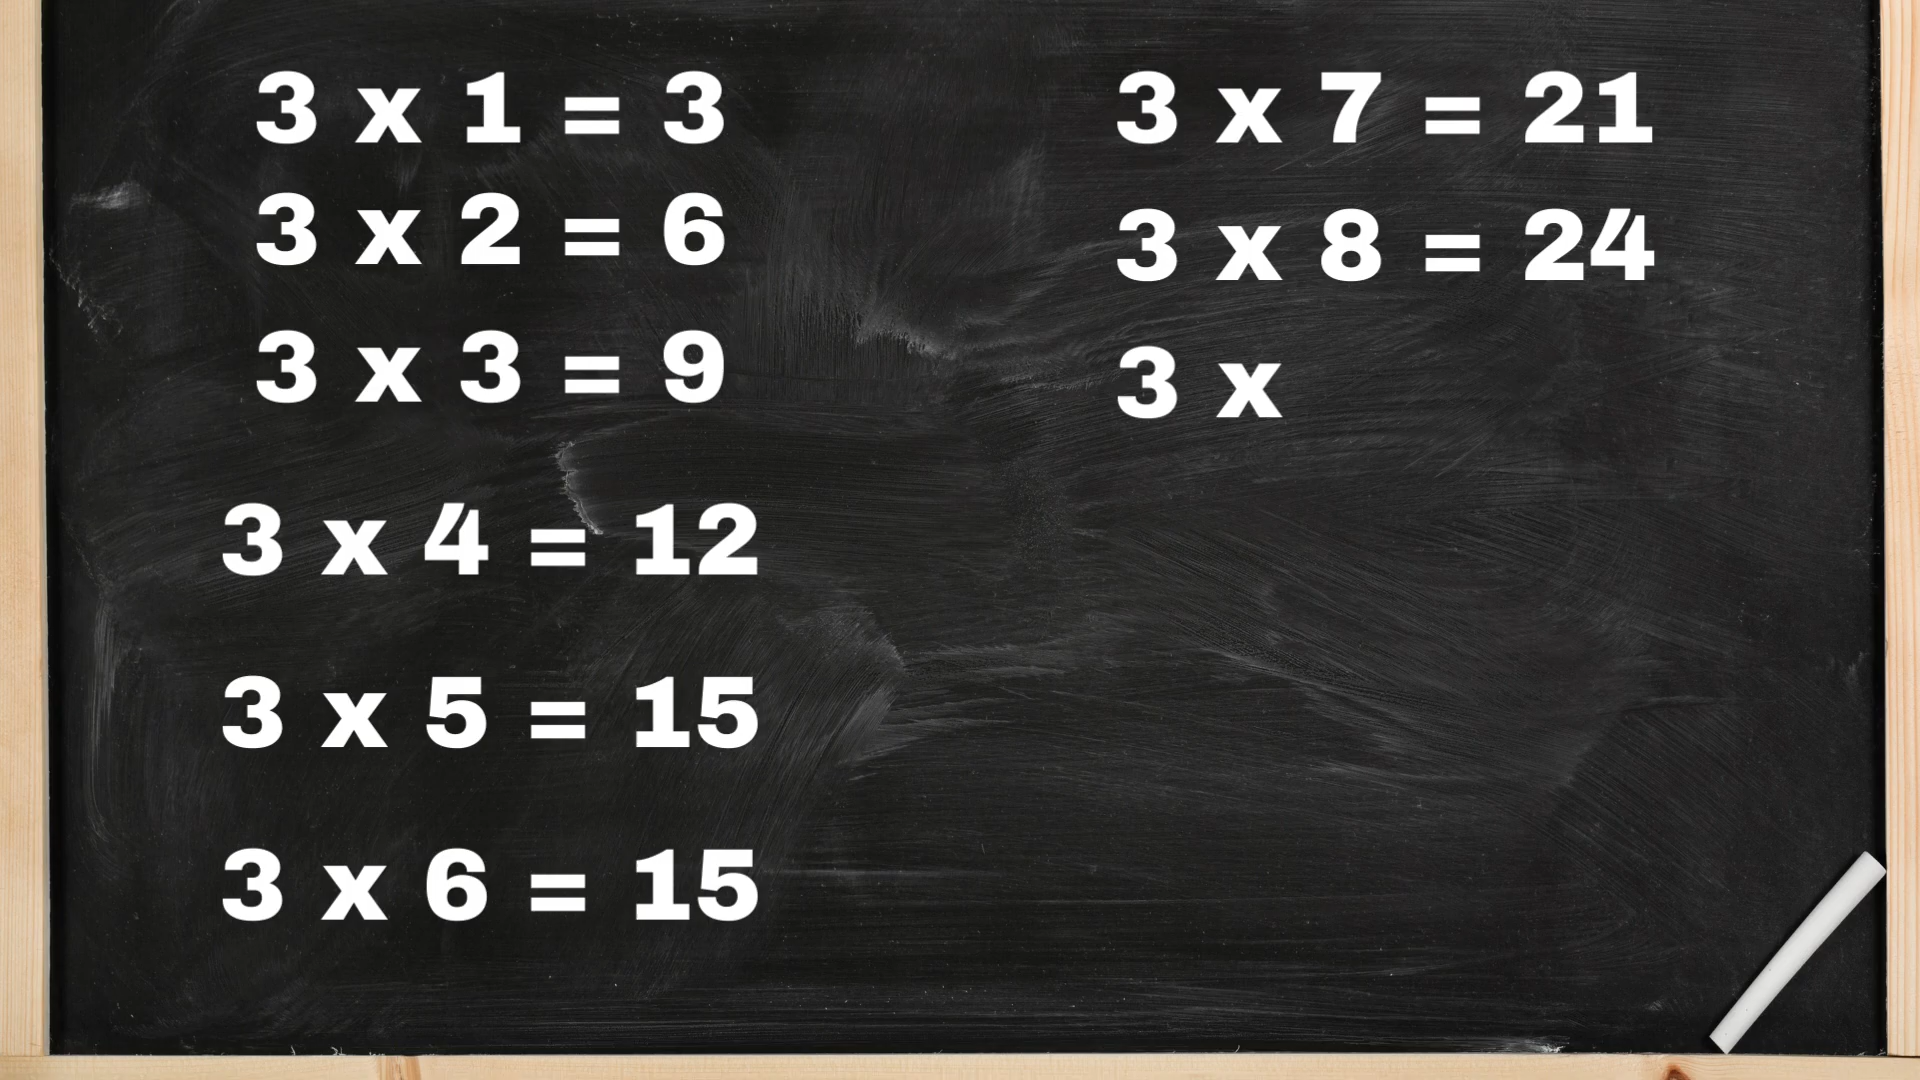 3 x 1 = 3
3 x 2 = 6
3 x 3 = 9
3 x 4 = 12
3 x 5 = 15
3 x 6 = 15
3 x 7 = 21
3 x 8 = 24
3 x